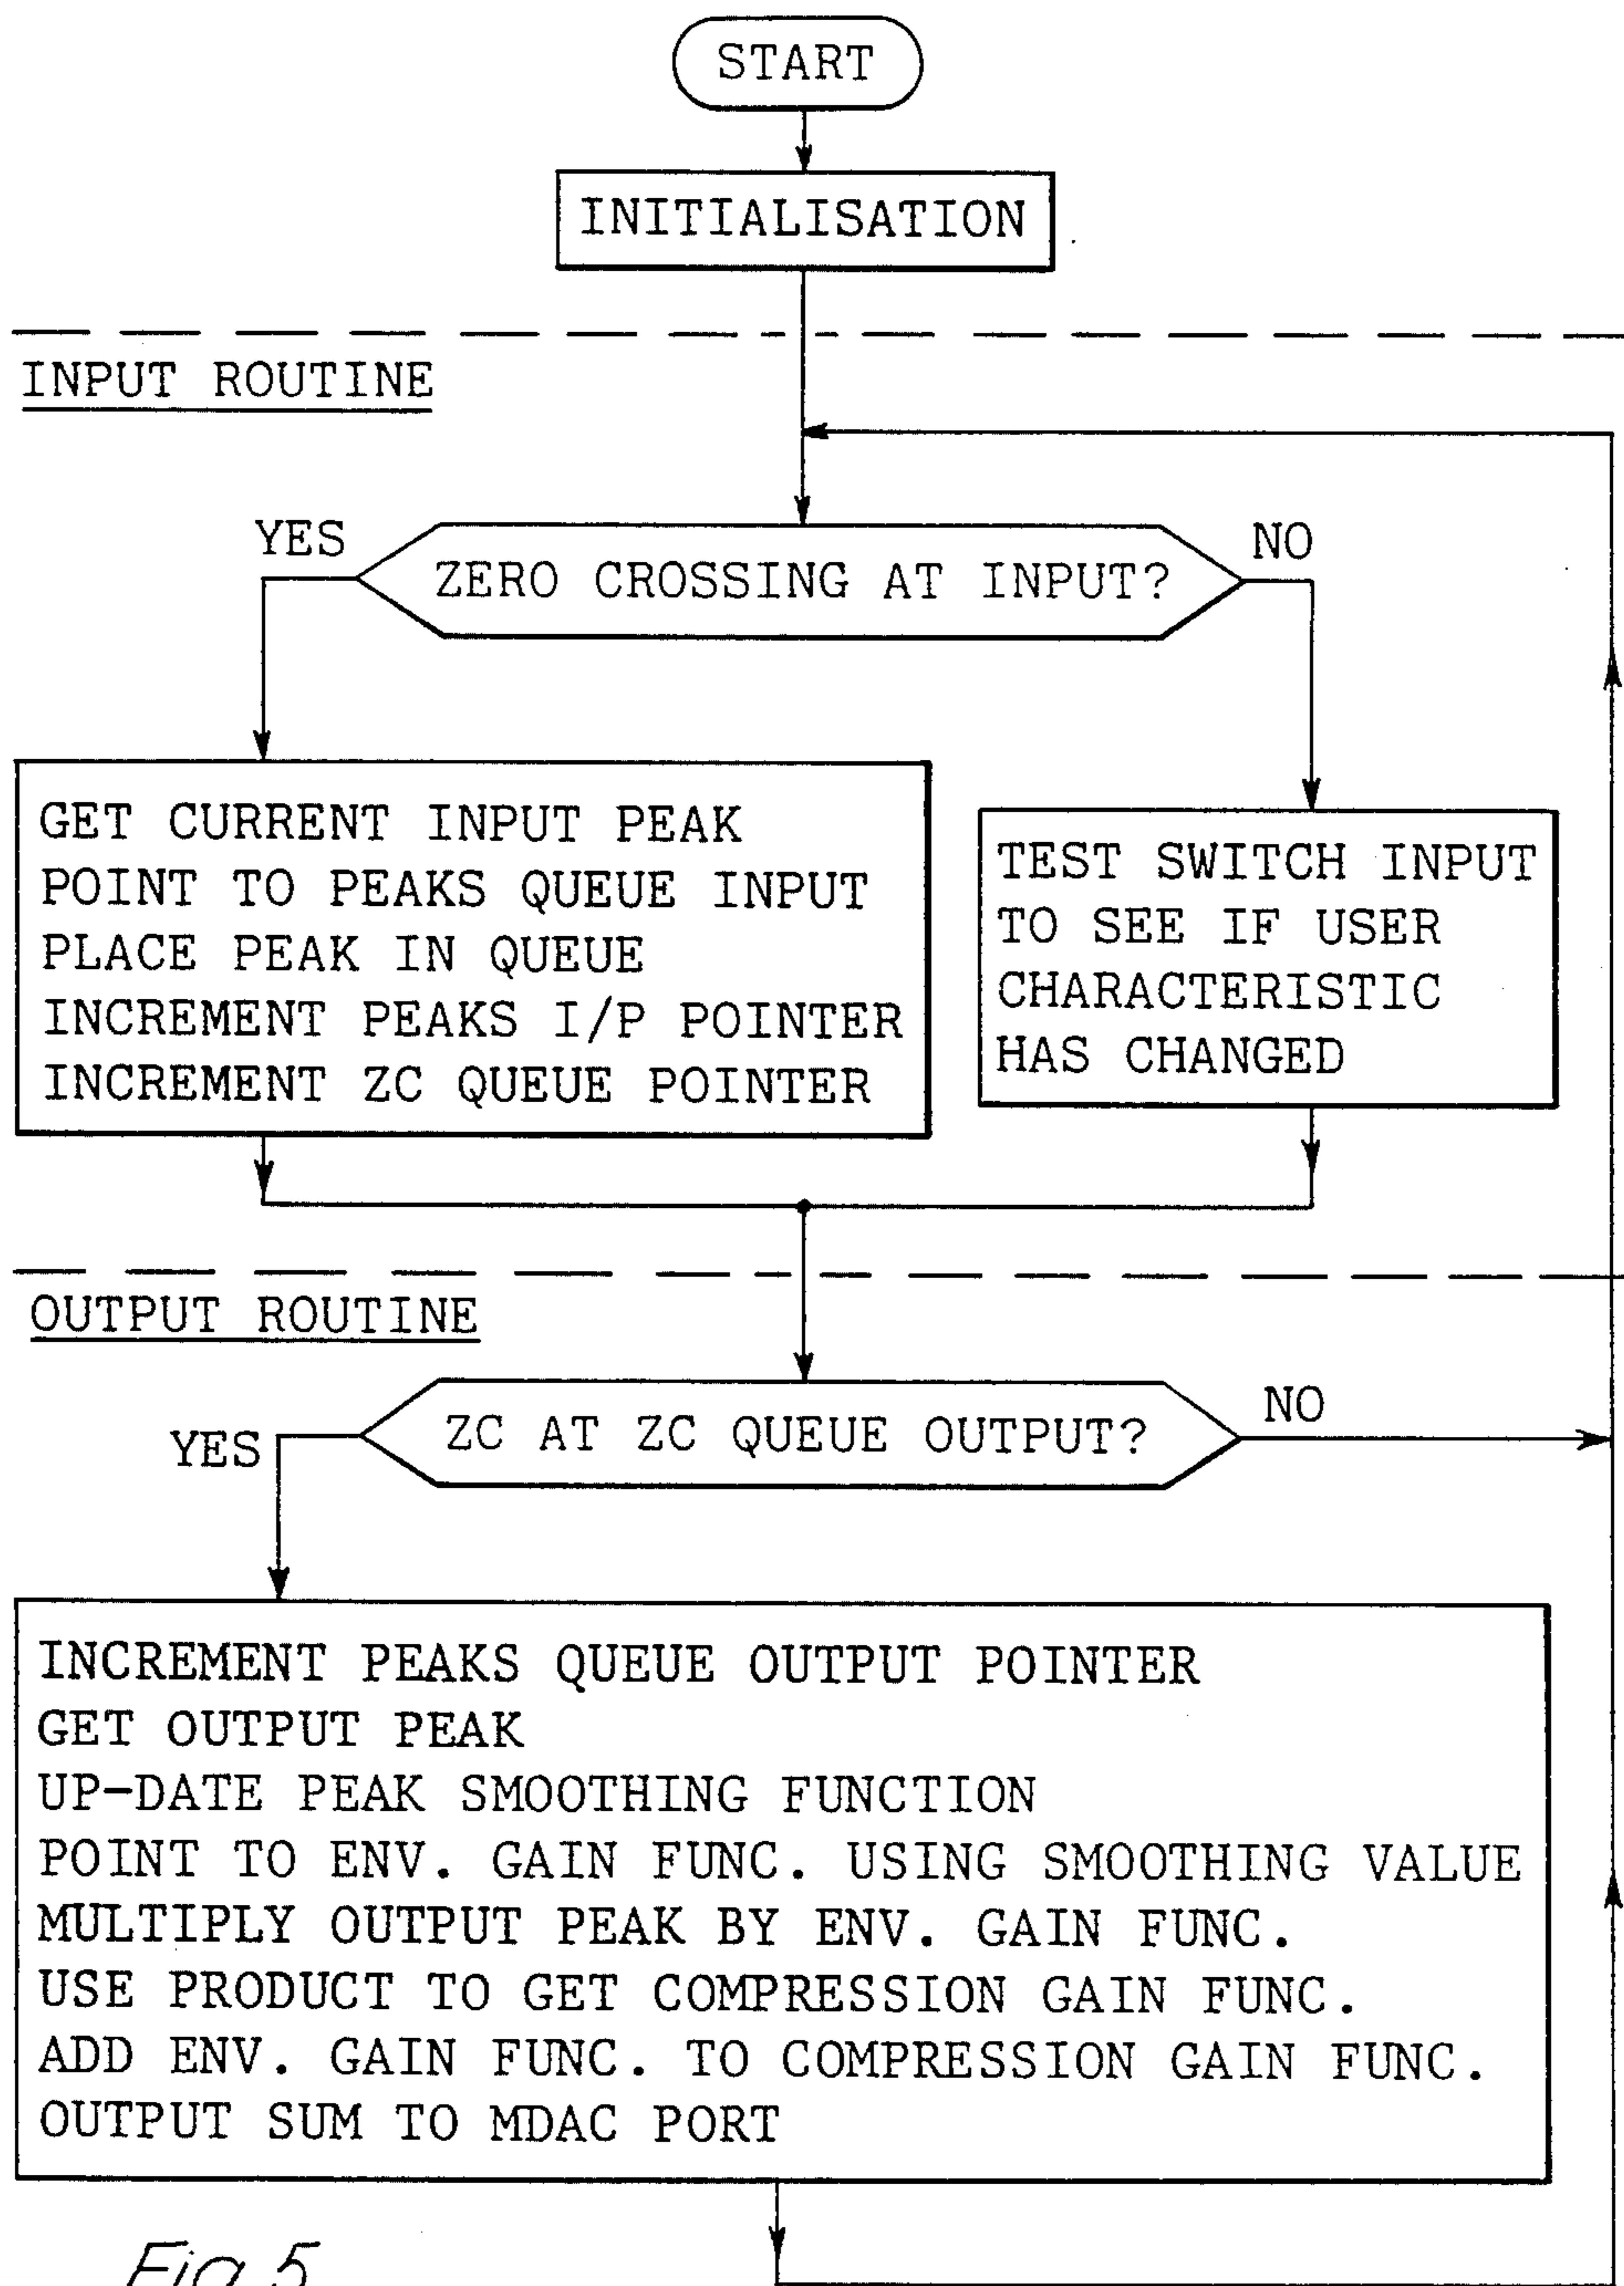 START
INITIALISATION
INPUT ROUTINE
YES
NO
ZERO CROSSING AT INPUT?
GET CURRENT INPUT PEAK
POINT TO PEAKS QUEUE INPUT
PLACE PEAK IN QUEUE
INCREMENT PEAKS I/P POINTER
INCREMENT ZC QUEUE POINTER
TEST SWITCH INPUT
TO SEE IF USER
CHARACTERISTIC
HAS CHANGED
OUTPUT ROUTINE
YES
ZC AT ZC QUEUE OUTPUT?
NO
INCREMENT PEAKS QUEUE OUTPUT POINTER
GET OUTPUT PEAK
UP-DATE PEAK SMOOTHING FUNCTION
POINT TO ENV. GAIN FUNC. USING SMOOTHING VALUE
MULTIPLY OUTPUT PEAK BY ENV. GAIN FUNC.
USE PRODUCT TO GET COMPRESSION GAIN FUNC.
ADD ENV. GAIN FUNC. TO COMPRESSION GAIN FUNC.
OUTPUT SUM TO MDAC PORT
Fig.5